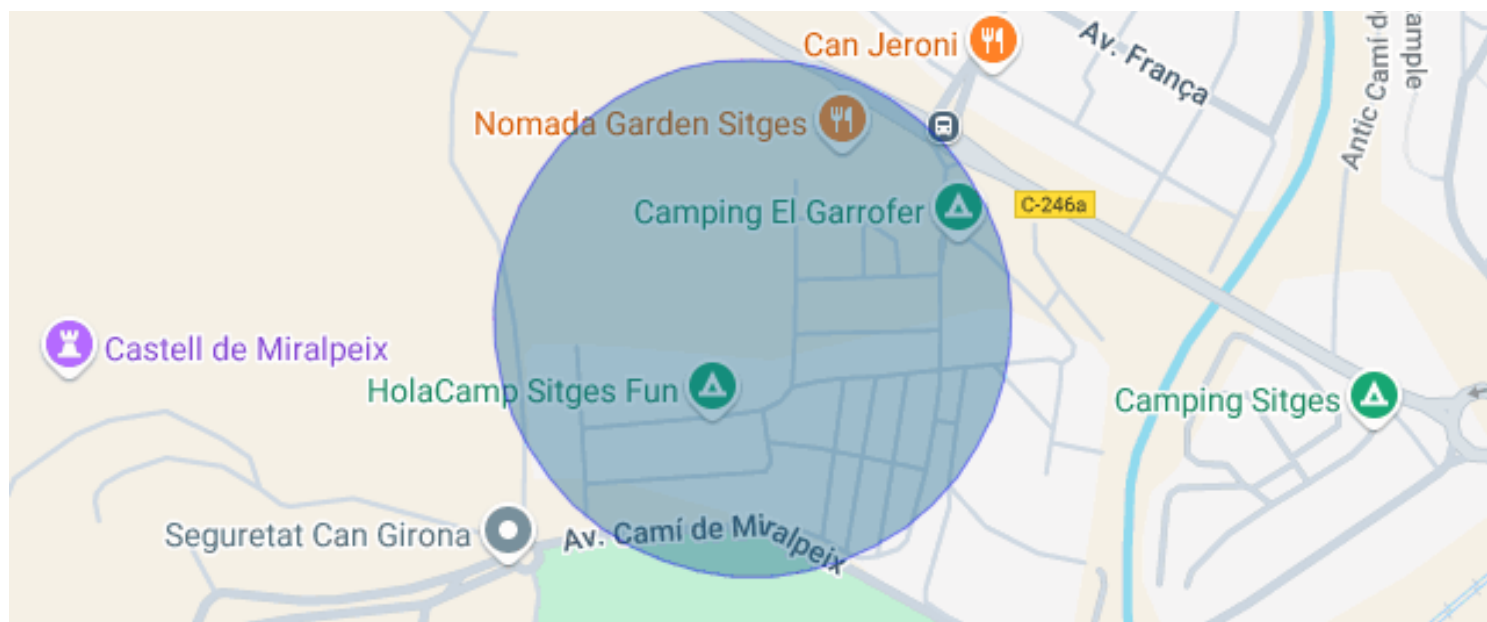 Can Jeroni
Av. França
Antic Camí d
ample
Nomada Garden Sitges
Camping El Garrofer
C-246a
Castell de Miralpeix
HolaCamp Sitges Fun
Camping Sitges
Seguretat Can Girona
Av. Camí de Miralpeix